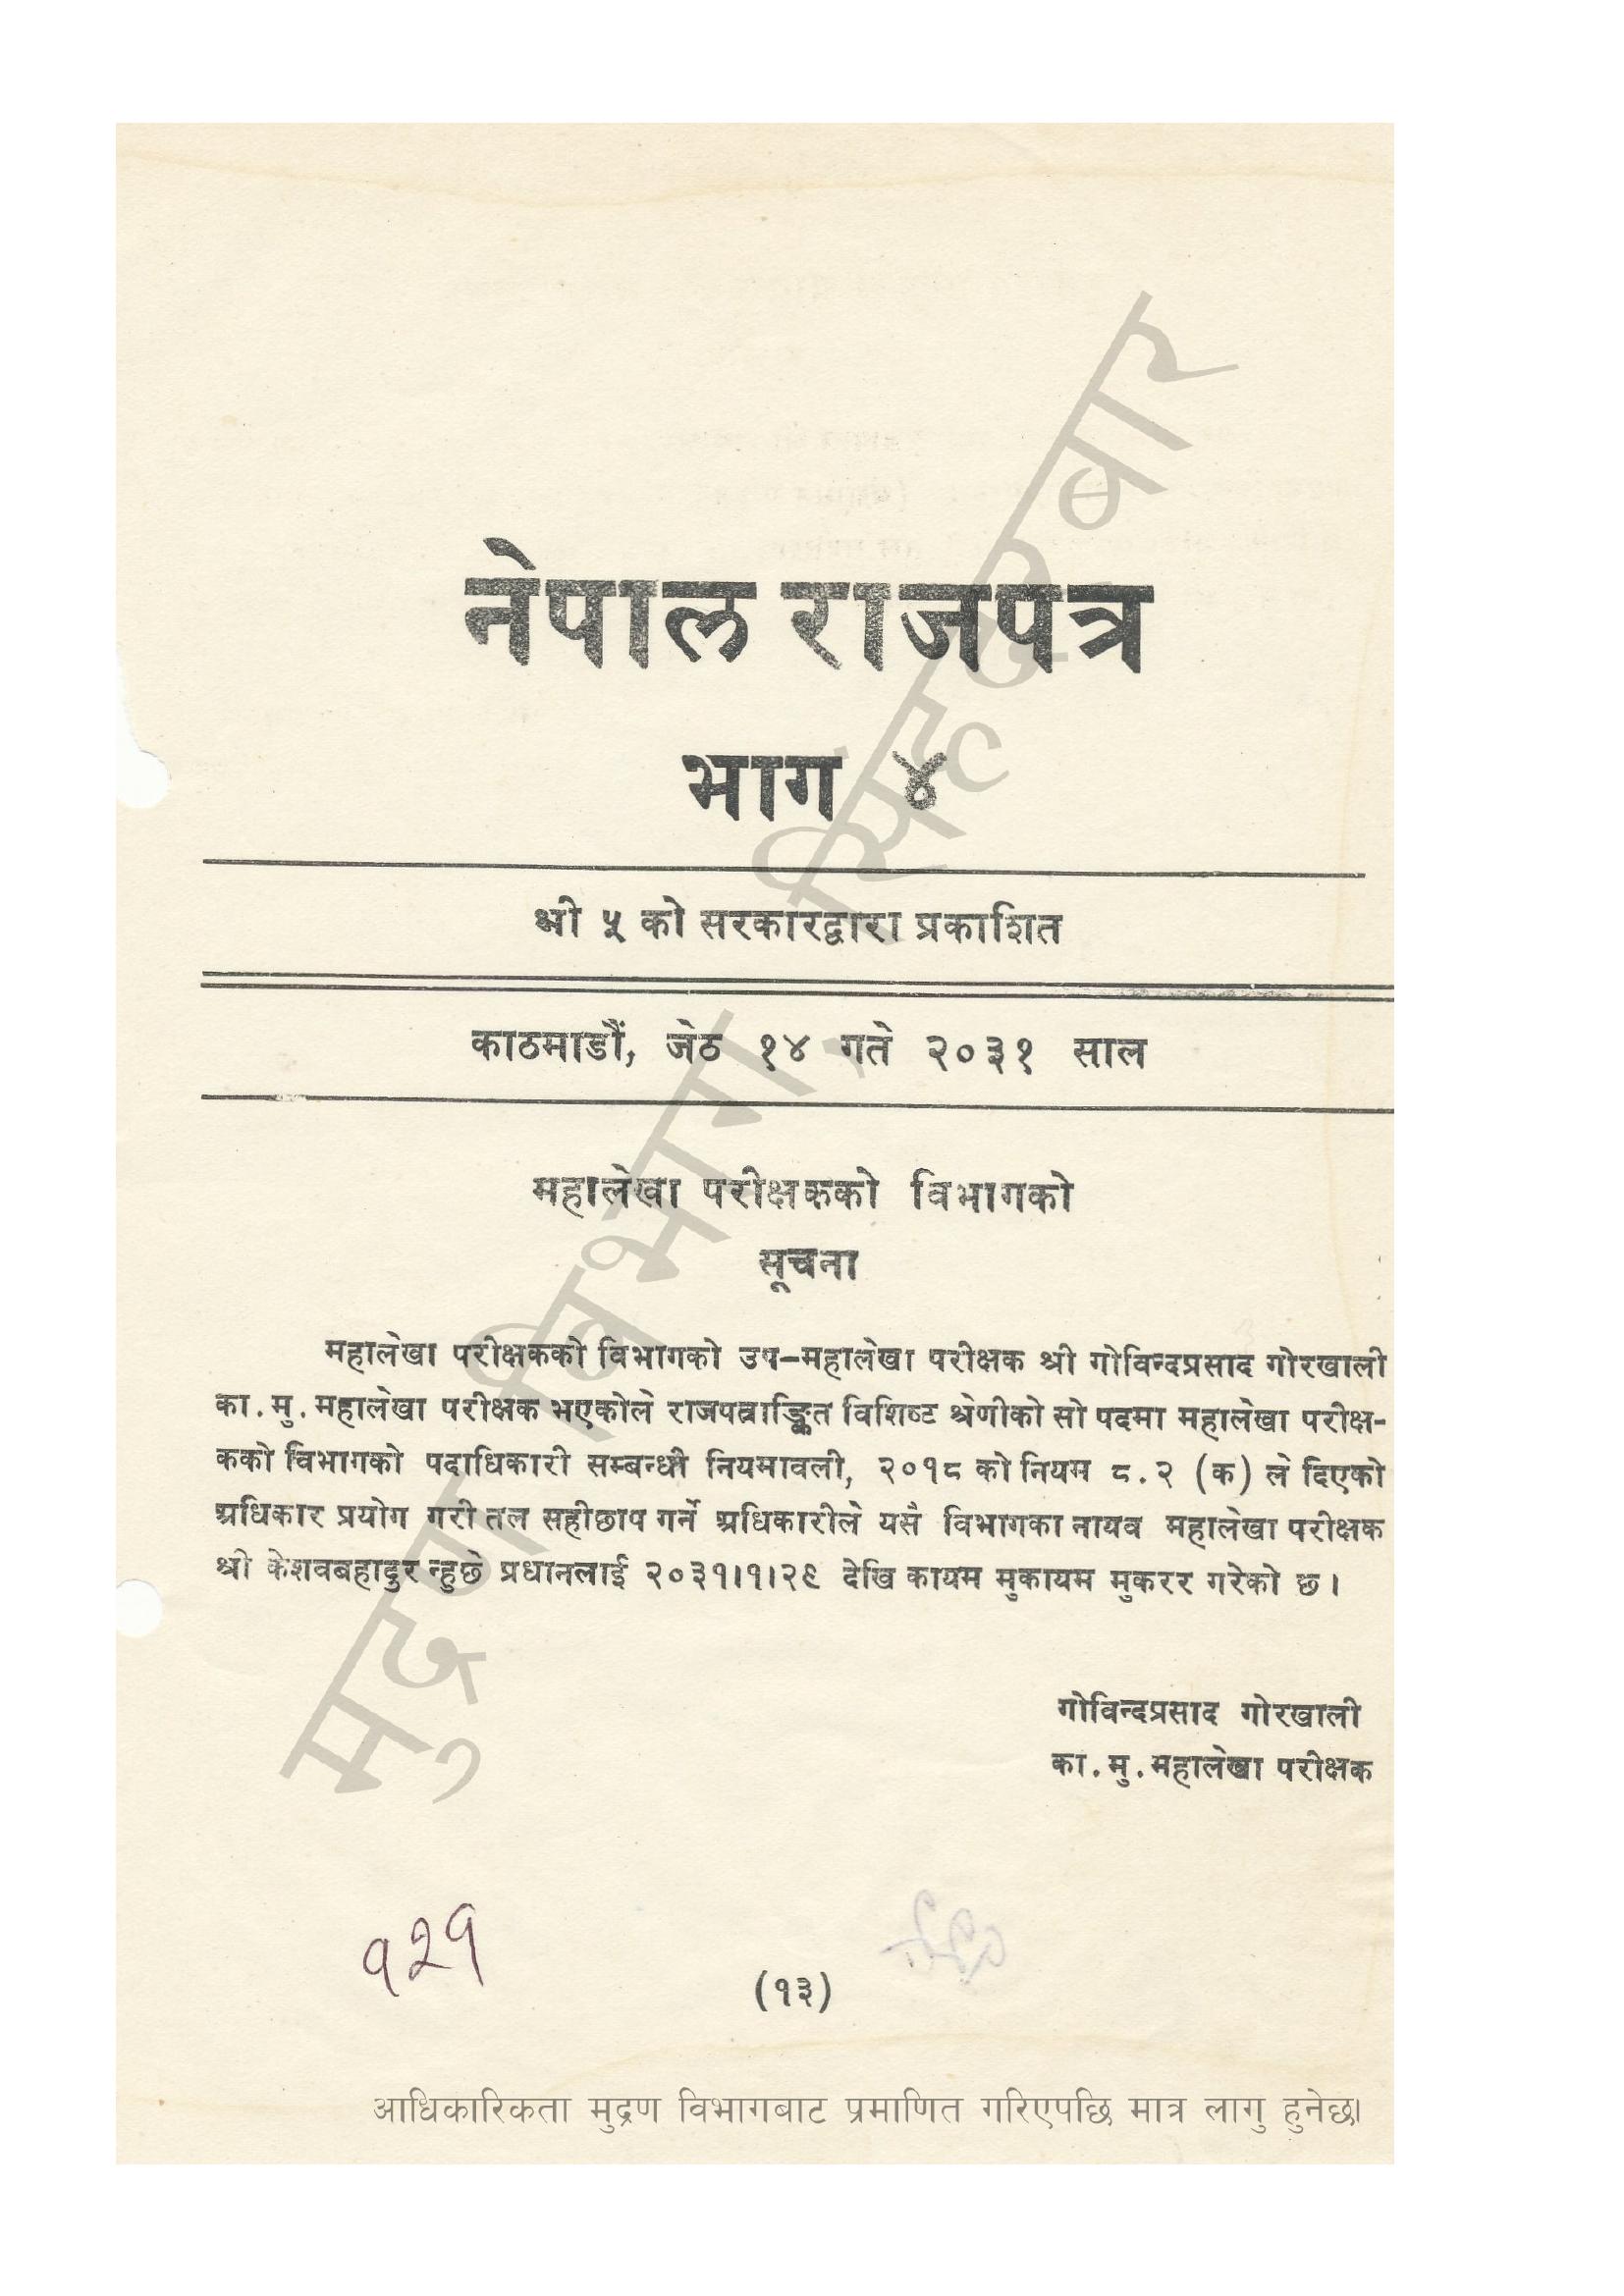 नेपाल राजपत्र
भाग ४
श्री ५ को सरकारद्वारा प्रकाशित
काठमाडौं, जेठ १४ गते २०३१ साल
महालेखा परीक्षकको विभागको
सूचना
महालेखा परीक्षकको विभागको उप-महालेखा परीक्षक श्री गोविन्दप्रसाद गोरखाली
का. मु. महालेखा परीक्षक भएकोले राजपत्राङ्कित विशिष्ट श्रेणीको सो पदमा महालेखा परीक्ष-
कको विभागको पदाधिकारी सम्बन्धी नियमावली, २०१८ को नियम ८.२ (क) ले दिएको
अधिकार प्रयोग गरी तल सहीछाप गर्ने अधिकारीले यसै विभागका नायव महालेखा परीक्षक
श्री केशवबहादुर न्हुछे प्रधानलाई २०३१।१।२९ देखि कायम मुकायम मुकरर गरेको छ।
गोविन्दप्रसाद गोरखाली
का. मु. महालेखा परीक्षक
१२१
(१३)
आधिकारिकता मुद्रण विभागबाट प्रमाणित गरिएपछि मात्र लागु हुनेछ।
मुद्रण विभाग, सिंहदरवार